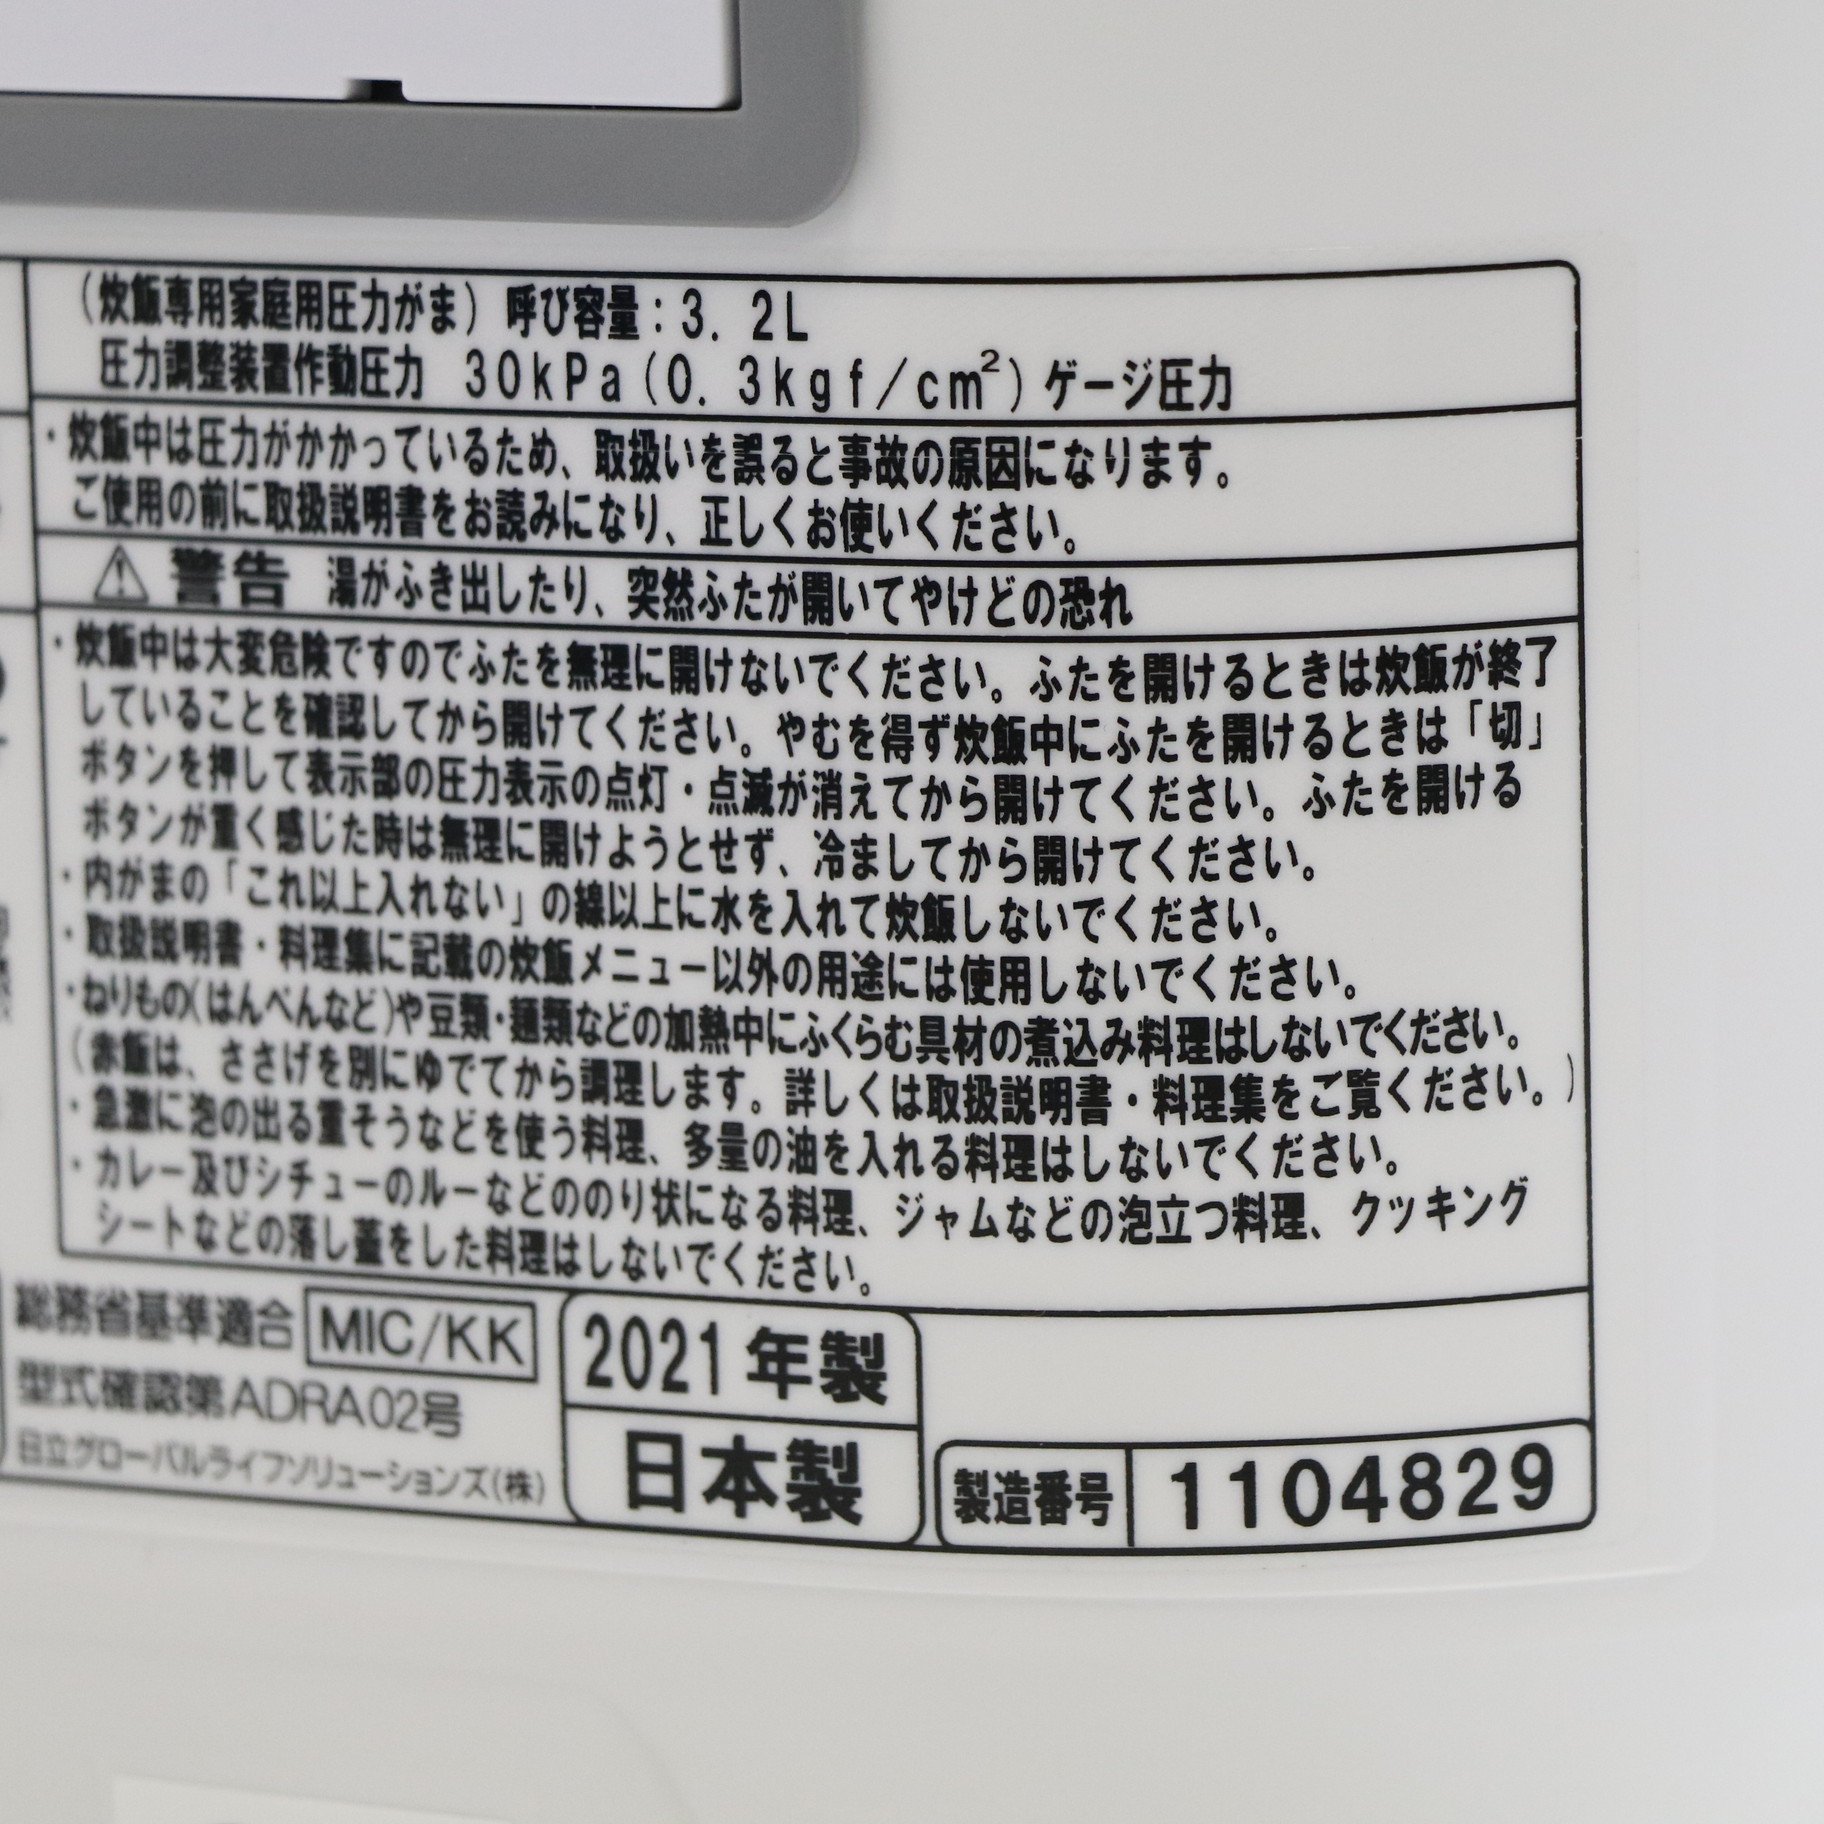 (炊飯専用家庭用圧力がま) 呼び容量:3. 2L
圧力調整装置作動圧力 30kPa(0. 3kgf/cm²)ゲージ圧力
・炊飯中は圧力がかかっているため、取扱いを誤ると事故の原因になります。
ご使用の前に取扱説明書をお読みになり、正しくお使いください。
⚠ 警告 湯がふき出したり、突然ふたが開いてやけどの恐れ
・炊飯中は大変危険ですのでふたを無理に開けないでください。ふたを開けるときは炊飯が終了
していることを確認してから開けてください。やむを得ず炊飯中にふたを開けるときは「切」
ボタンを押して表示部の圧力表示の点灯・点滅が消えてから開けてください。ふたを開ける
ボタンが重く感じた時は無理に開けようとせず、冷ましてから開けてください。
・内がまの「これ以上入れない」の線以上に水を入れて炊飯しないでください。
・取扱説明書・料理集に記載の炊飯メニュー以外の用途には使用しないでください。
・ねりもの(はんぺんなど)や豆類・麺類などの加熱中にふくらむ具材の煮込み料理はしないでください。
(赤飯は、ささげを別にゆでてから調理します。詳しくは取扱説明書・料理集をご覧ください。)
・急激に泡の出る重そうなどを使う料理、多量の油を入れる料理はしないでください。
・カレー及びシチューのルーなどののり状になる料理、ジャムなどの泡立つ料理、クッキング
シートなどの落し蓋をした料理はしないでください。
総務省基準適合 MIC/KK
型式確認第ADRA02号
日立グローバルライフソリューションズ(株)
2021年製
日本製
製造番号 1104829